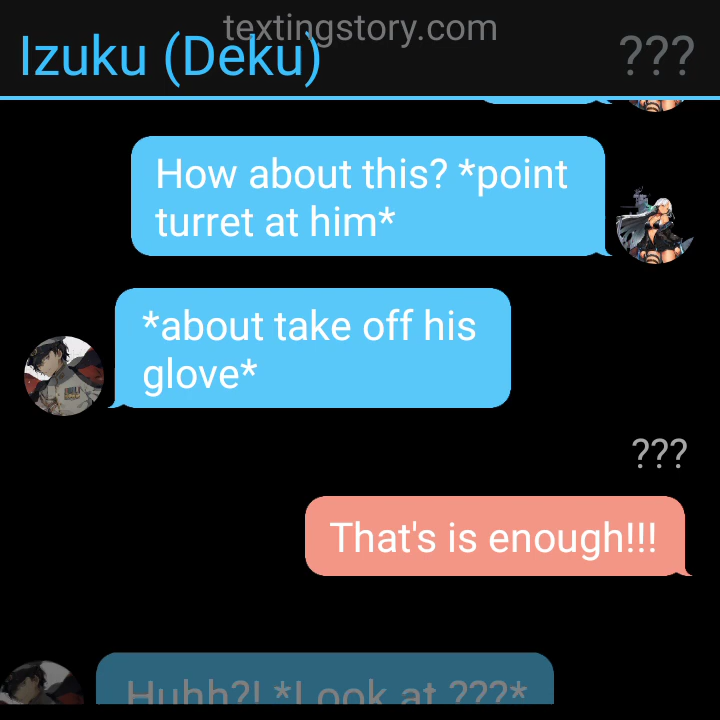 textingstory.com
Izuku (Deku)
???
How about this? *point
turret at him*
*about take off his
glove*
???
That's is enough!!!
Huhh?! *Look at ???*